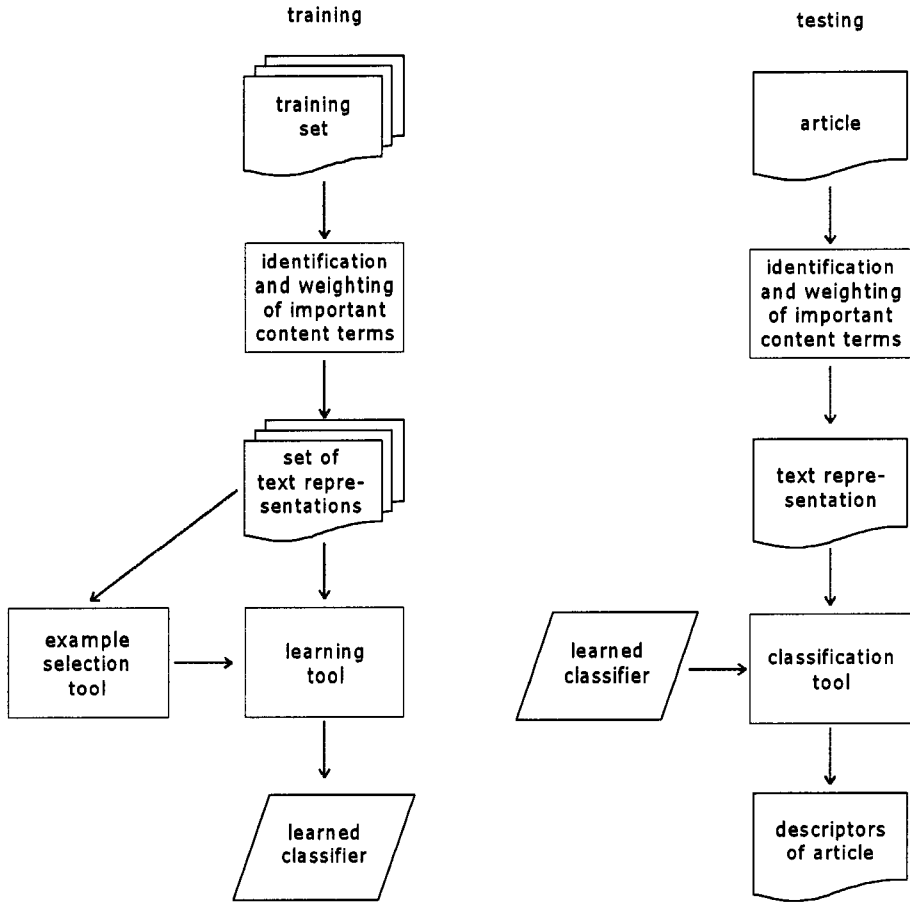 training
training
set
identification
and weighting
of important
content terms
set of
text repre-
sentations
example
selection
tool
learning
tool
learned
classifier
testing
article
identification
and weighting
of important
content terms
text repre-
sentation
learned
classifier
classification
tool
descriptors
of article